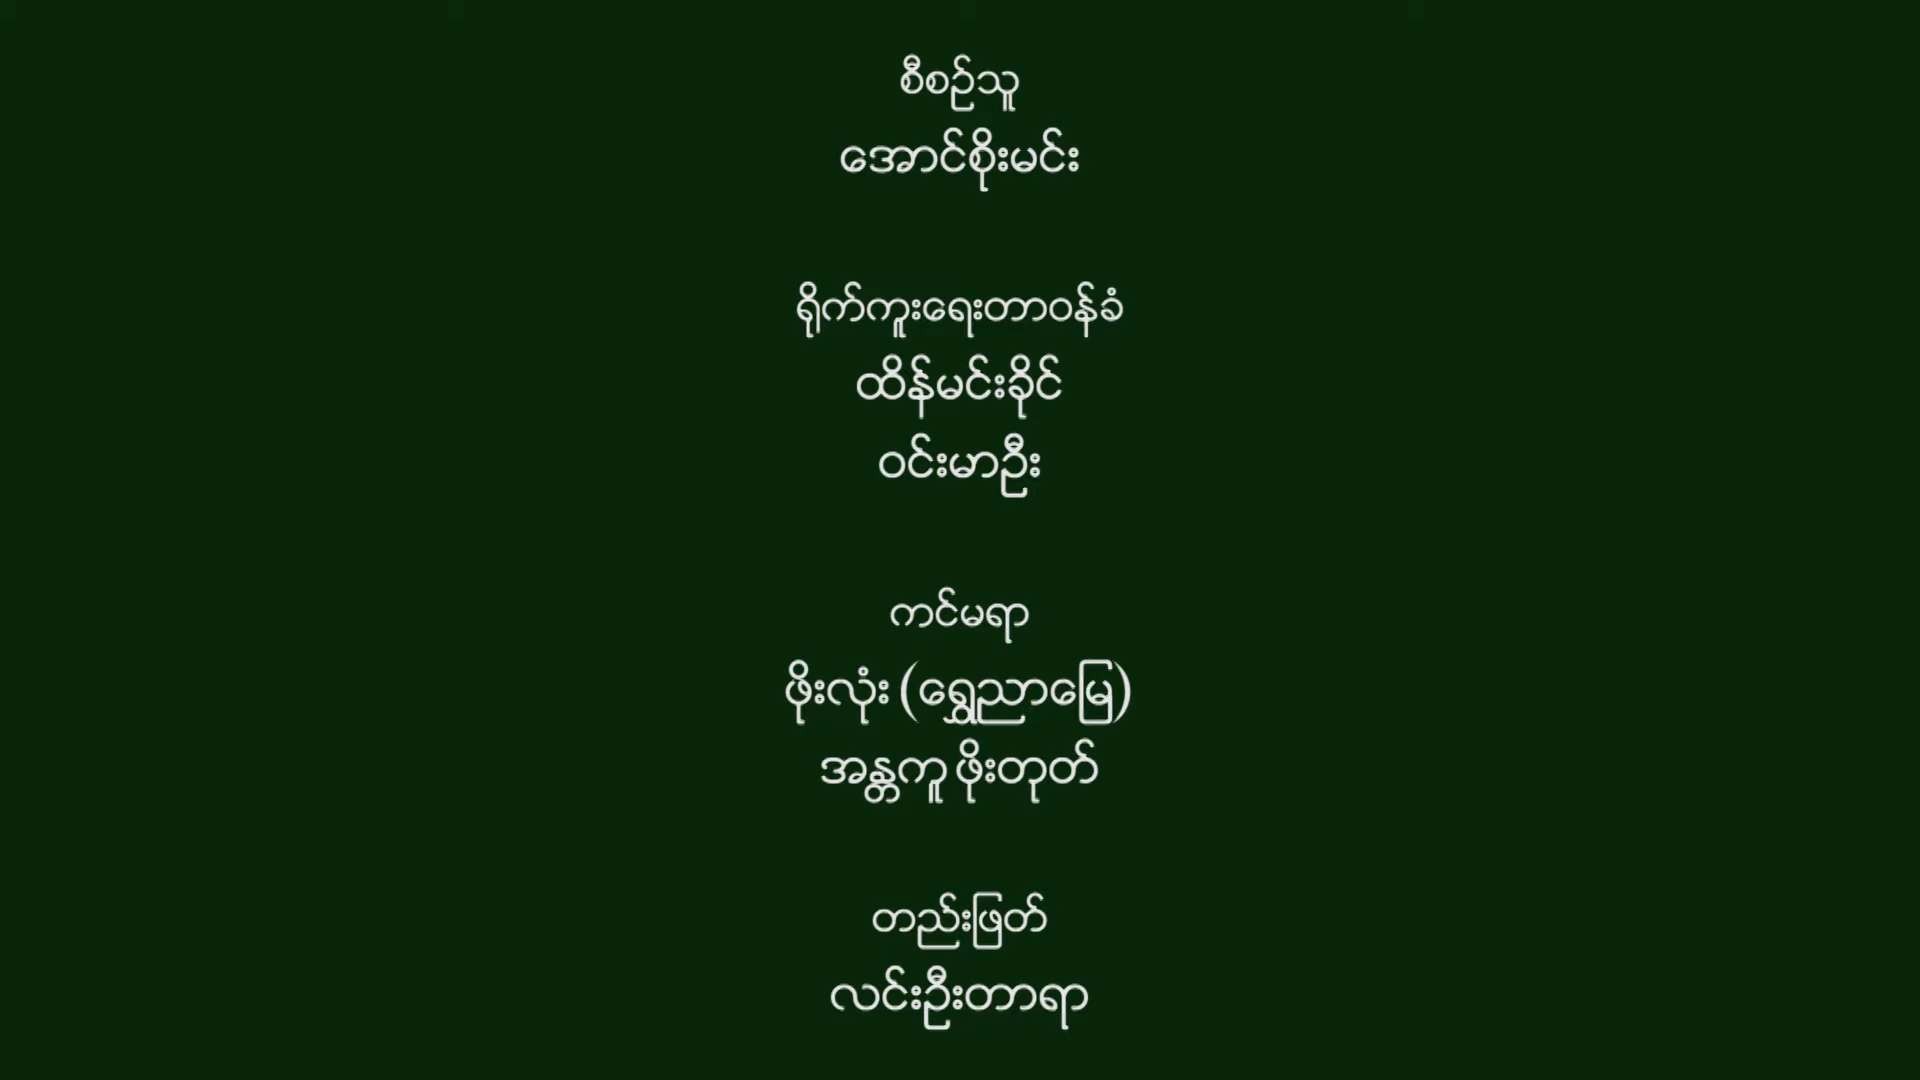 စီစဉ်သူ
အောင်စိုးမင်း
ရိုက်ကူးရေးတာဝန်ခံ
ထိန်မင်းခိုင်
ဝင်းမာဦး
ကင်မရာ
ဖိုးလုံး (ရွှေညာမြေ)
အန္တကူ ဖိုးတုတ်
တည်းဖြတ်
လင်းဦးတာရာ